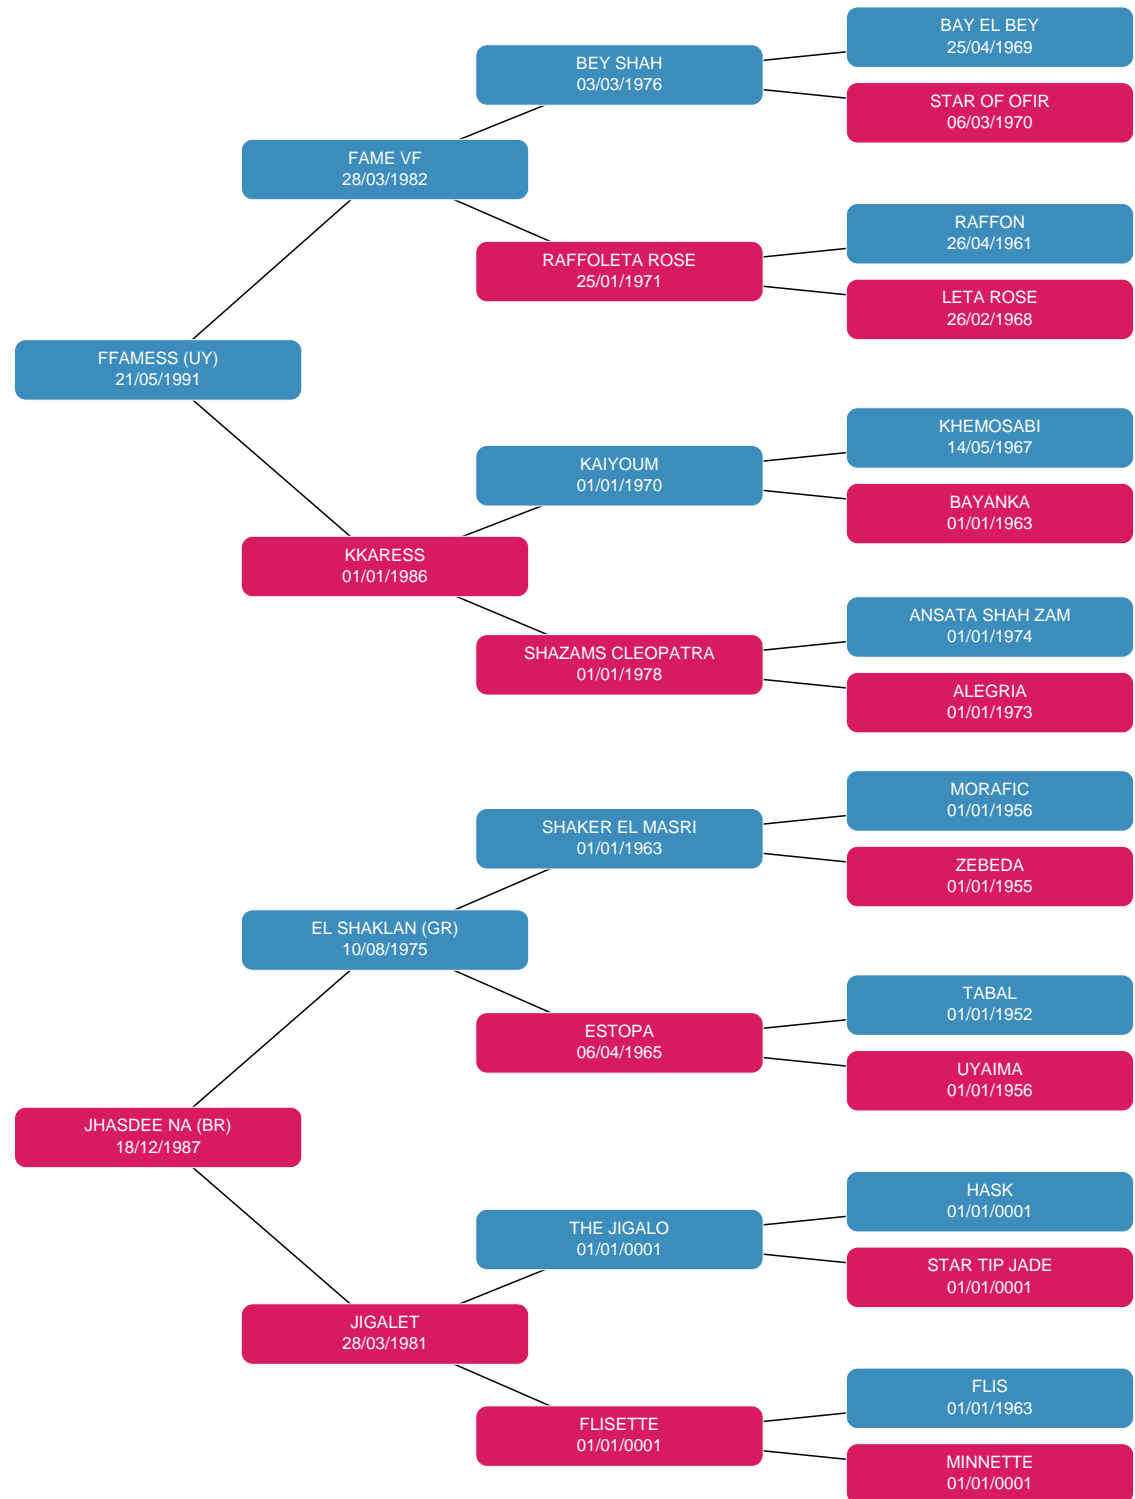 BAY EL BEY
25/04/1969
BEY SHAH
03/03/1976
STAR OF OFIR
06/03/1970
FAME VF
28/03/1982
RAFFON
26/04/1961
RAFFOLETA ROSE
25/01/1971
LETA ROSE
26/02/1968
FFAMESS (UY)
21/05/1991
KHEMOSABI
14/05/1967
KAIYOUM
01/01/1970
BAYANKA
01/01/1963
KKARESS
01/01/1986
ANSATA SHAH ZAM
01/01/1974
SHAZAMS CLEOPATRA
01/01/1978
ALEGRIA
01/01/1973
MORAFIC
01/01/1956
SHAKER EL MASRI
01/01/1963
ZEBEDA
01/01/1955
EL SHAKLAN (GR)
10/08/1975
TABAL
01/01/1952
ESTOPA
06/04/1965
UYAIMA
01/01/1956
JHASDEE NA (BR)
18/12/1987
HASK
01/01/0001
THE JIGALO
01/01/0001
STAR TIP JADE
01/01/0001
JIGALET
28/03/1981
FLIS
01/01/1963
FLISETTE
01/01/0001
MINNETTE
01/01/0001